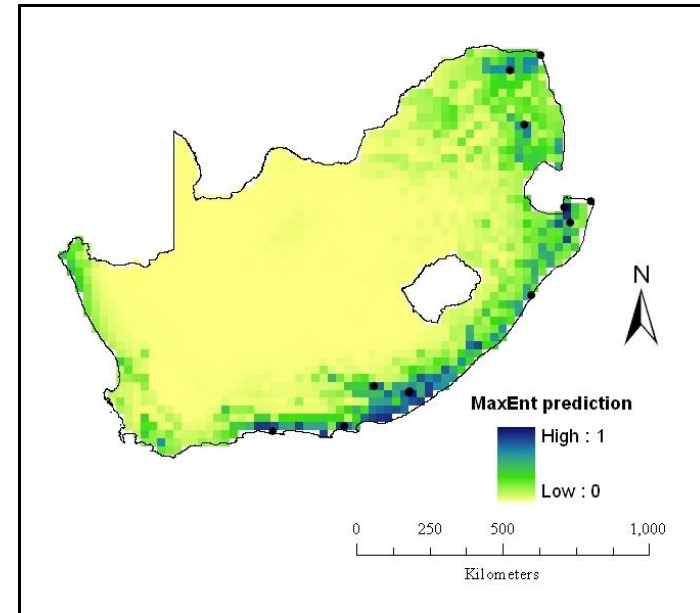 N
MaxEnt prediction
High : 1
Low : 0
0 250 500 1,000
Kilometers